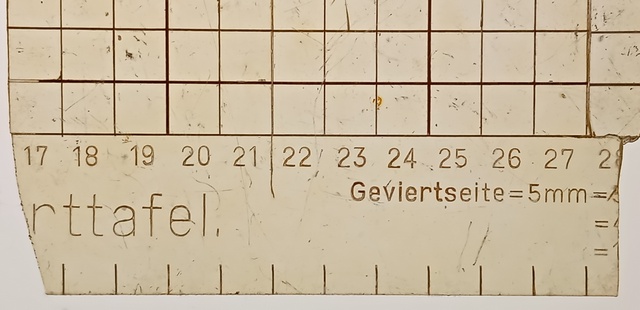 17 18 19 20 21 22 23 24 25 26 27
Geviertseite=5mm=
rttafel.
=
=